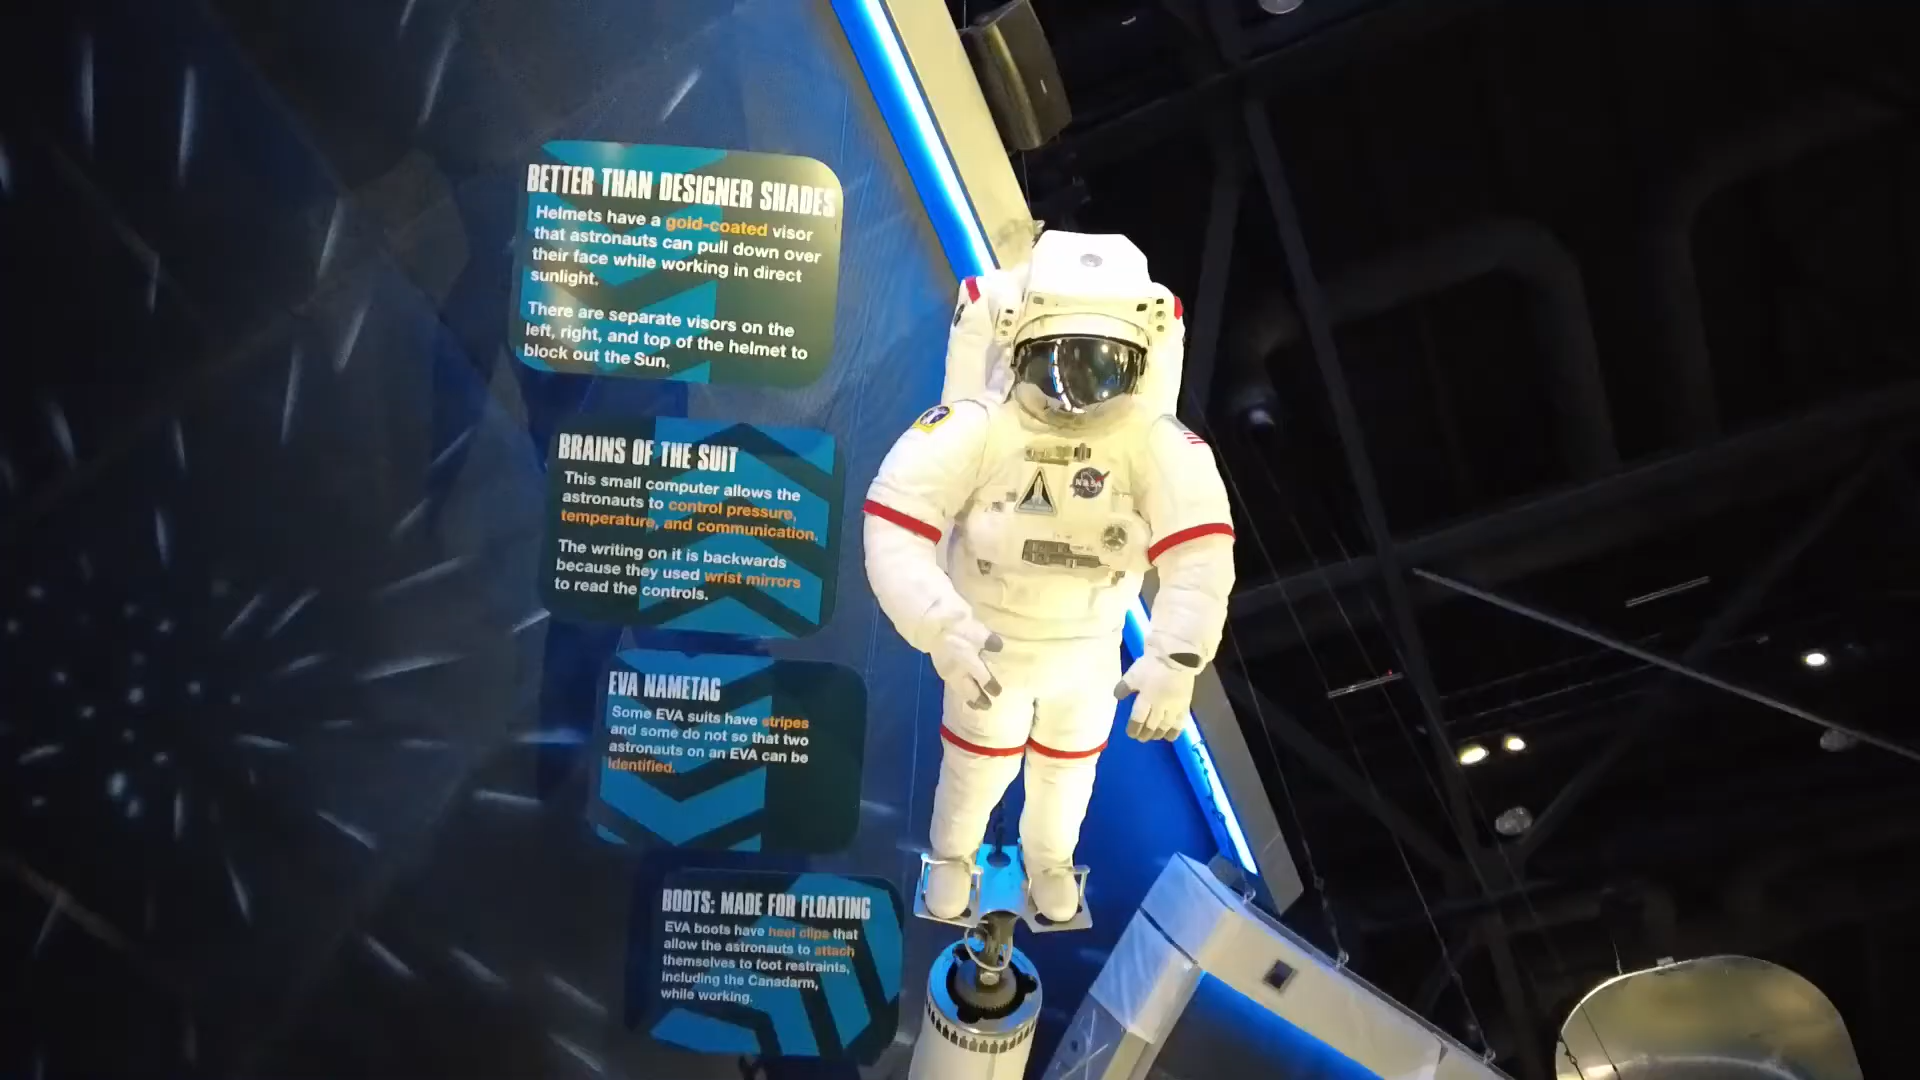 BETTER THAN DESIGNER SHADES
Helmets have a gold-coated visor
that astronauts can pull down over
their face while working in direct
sunlight.
There are separate visors on the
left, right, and top of the helmet to
block out the Sun.
BRAINS OF THE SUIT
This small computer allows the
astronauts to control pressure,
temperature, and communication.
The writing on it is backwards
because they used wrist mirrors
to read the controls.
EVA NAMETAG
Some EVA suits have stripes
and some do not so that two
astronauts on an EVA can be
identified.
BOOTS: MADE FOR FLOATING
EVA boots have heel clips that
allow the astronauts to attach
themselves to foot restraints,
including the Canadarm,
while working.
NASA